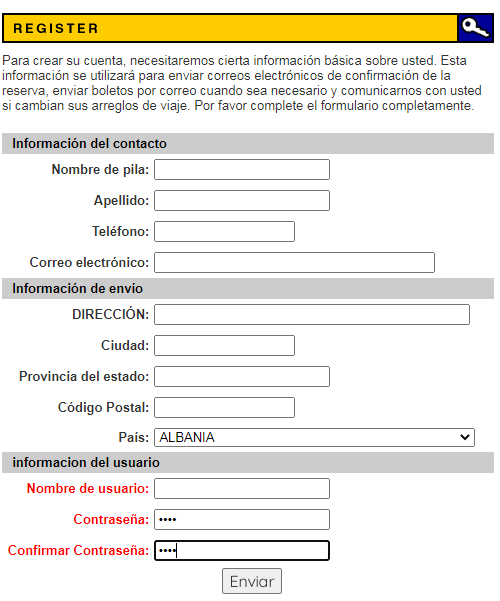 REGISTER
Para crear su cuenta, necesitaremos cierta información básica sobre usted. Esta
información se utilizará para enviar correos electrónicos de confirmación de la
reserva, enviar boletos por correo cuando sea necesario y comunicarnos con usted
si cambian sus arreglos de viaje. Por favor complete el formulario completamente.
Información del contacto
Nombre de pila:
Apellido:
Teléfono:
Correo electrónico:
Información de envío
DIRECCIÓN:
Ciudad:
Provincia del estado:
Código Postal:
País: ALBANIA
informacion del usuario
Nombre de usuario:
Contraseña: ••••
Confirmar Contraseña: ••••
Enviar